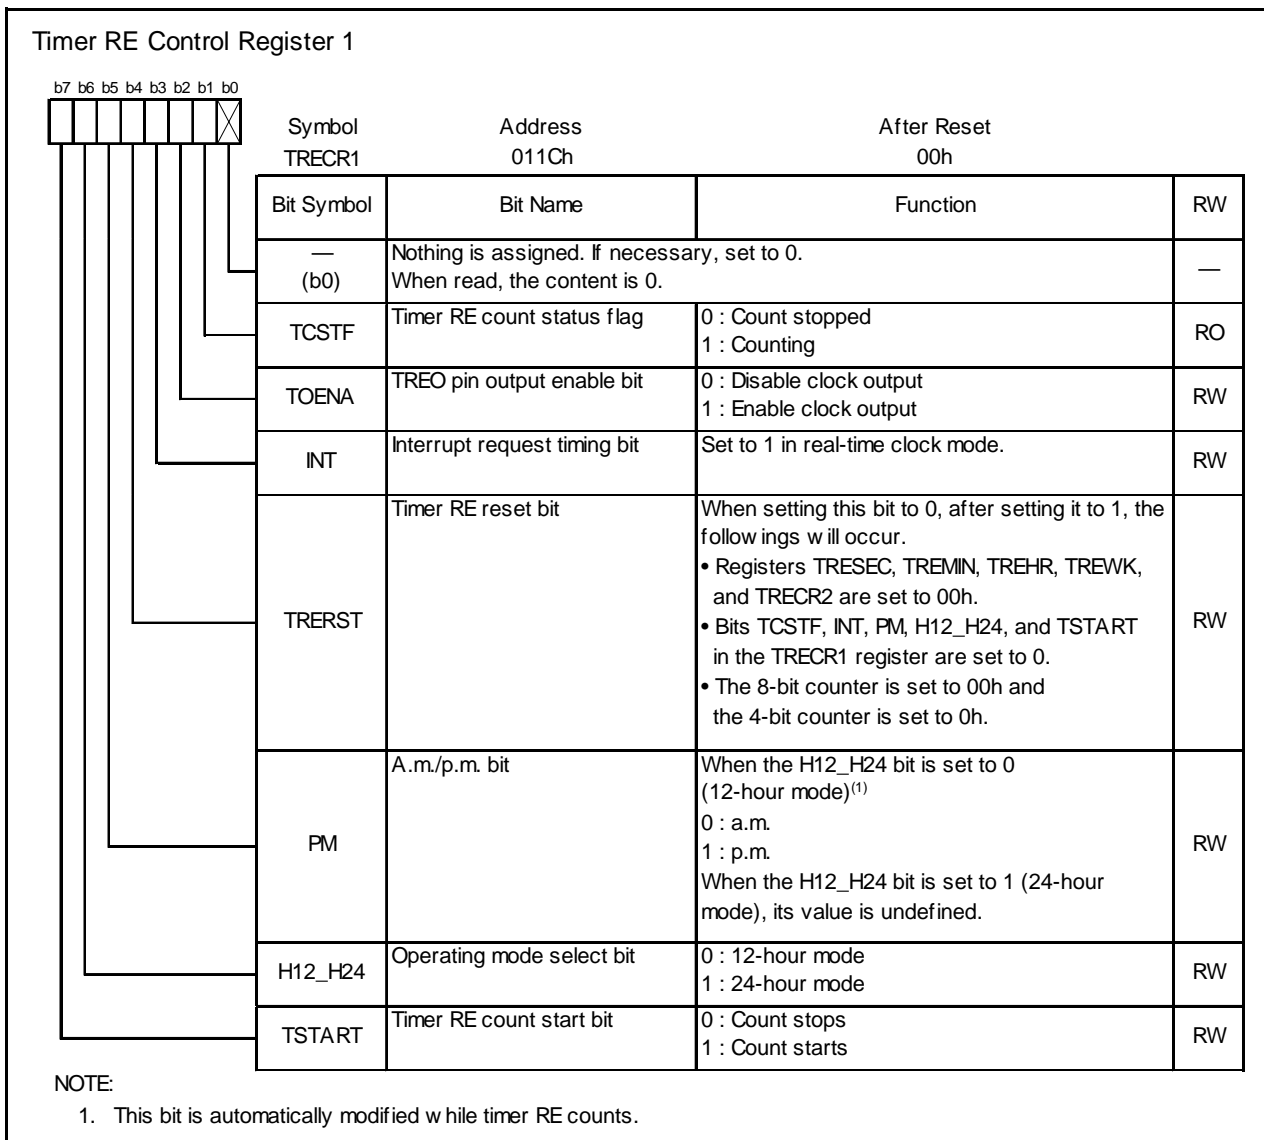 Timer RE Control Register 1
b7 b6 b5 b4 b3 b2 b1 b0
Symbol Address After Reset
TRECR1 011Ch 00h
Bit Symbol Bit Name Function RW
— (b0) Nothing is assigned. If necessary, set to 0.
When read, the content is 0. —
TCSTF Timer RE count status flag 0 : Count stopped
1 : Counting RO
TOENA TREO pin output enable bit 0 : Disable clock output
1 : Enable clock output RW
INT Interrupt request timing bit Set to 1 in real-time clock mode. RW
TRERST Timer RE reset bit When setting this bit to 0, after setting it to 1, the
followings will occur.
• Registers TRESEC, TREMIN, TREHR, TREWK,
and TRECR2 are set to 00h.
• Bits TCSTF, INT, PM, H12_H24, and TSTART
in the TRECR1 register are set to 0.
• The 8-bit counter is set to 00h and
the 4-bit counter is set to 0h. RW
PM A.m./p.m. bit When the H12_H24 bit is set to 0
(12-hour mode)(1)
0 : a.m.
1 : p.m.
When the H12_H24 bit is set to 1 (24-hour
mode), its value is undefined. RW
H12_H24 Operating mode select bit 0 : 12-hour mode
1 : 24-hour mode RW
TSTART Timer RE count start bit 0 : Count stops
1 : Count starts RW
NOTE:
1. This bit is automatically modified while timer RE counts.